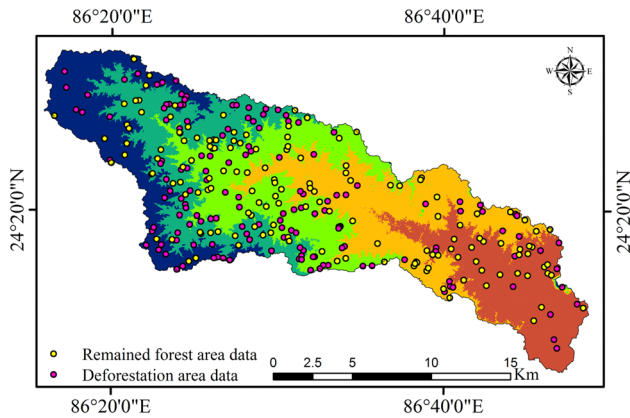 86°20'0"E 86°40'0"E
N
W E
S
24°20'0"N 24°20'0"N
Remained forest area data
Deforestation area data
0 2.5 5 10 15 Km
86°20'0"E 86°40'0"E